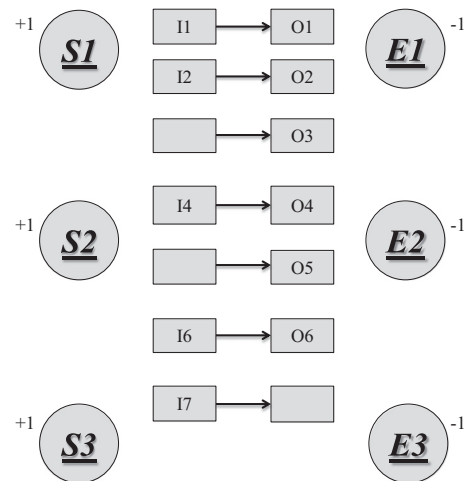 +1 S1 I1 O1 E1 -1
I2 O2
O3
+1 S2 I4 O4 E2 -1
O5
I6 O6
I7
+1 S3 E3 -1